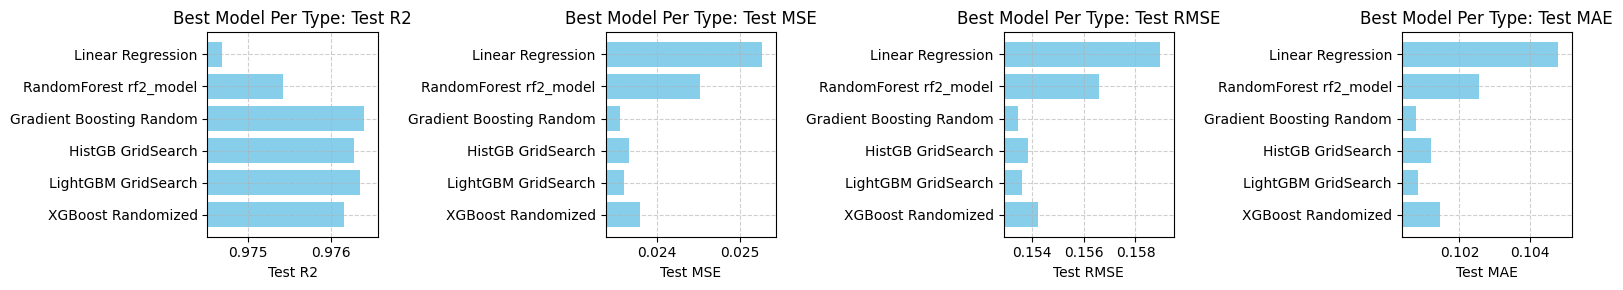 Best Model Per Type: Test R2
Linear Regression
RandomForest rf2_model
Gradient Boosting Random
HistGB GridSearch
LightGBM GridSearch
XGBoost Randomized
0.975 0.976
Test R2
Best Model Per Type: Test MSE
Linear Regression
RandomForest rf2_model
Gradient Boosting Random
HistGB GridSearch
LightGBM GridSearch
XGBoost Randomized
0.024 0.025
Test MSE
Best Model Per Type: Test RMSE
Linear Regression
RandomForest rf2_model
Gradient Boosting Random
HistGB GridSearch
LightGBM GridSearch
XGBoost Randomized
0.154 0.156 0.158
Test RMSE
Best Model Per Type: Test MAE
Linear Regression
RandomForest rf2_model
Gradient Boosting Random
HistGB GridSearch
LightGBM GridSearch
XGBoost Randomized
0.102 0.104
Test MAE